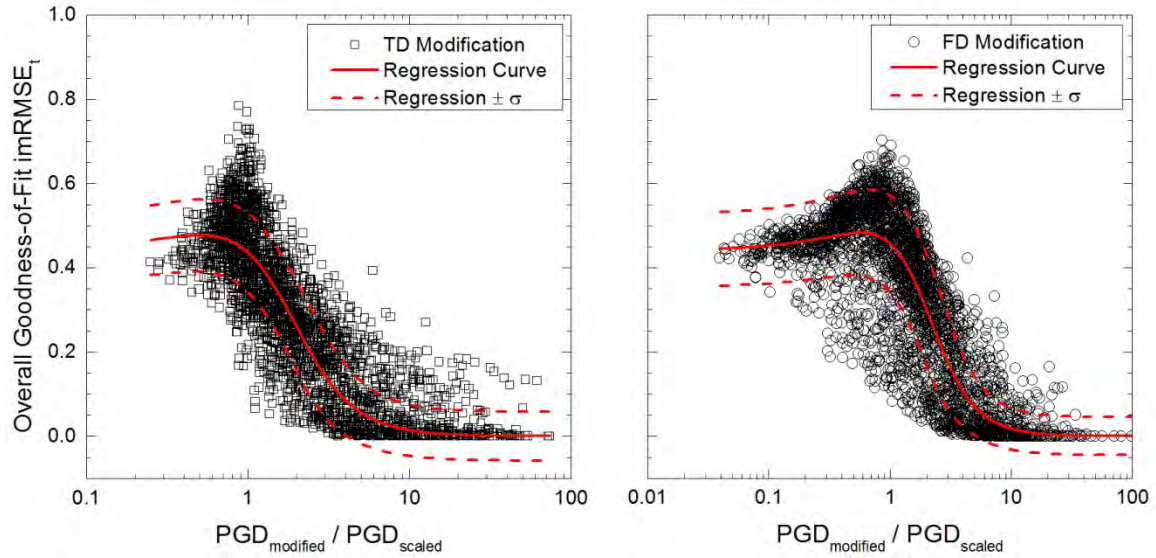 Overall Goodness-of-Fit imRMSE_t
1.0
0.8
0.6
0.4
0.2
0.0
0.1
1
10
100
PGD_modified / PGD_scaled
TD Modification
Regression Curve
Regression ± σ
0.01
0.1
1
10
100
PGD_modified / PGD_scaled
FD Modification
Regression Curve
Regression ± σ